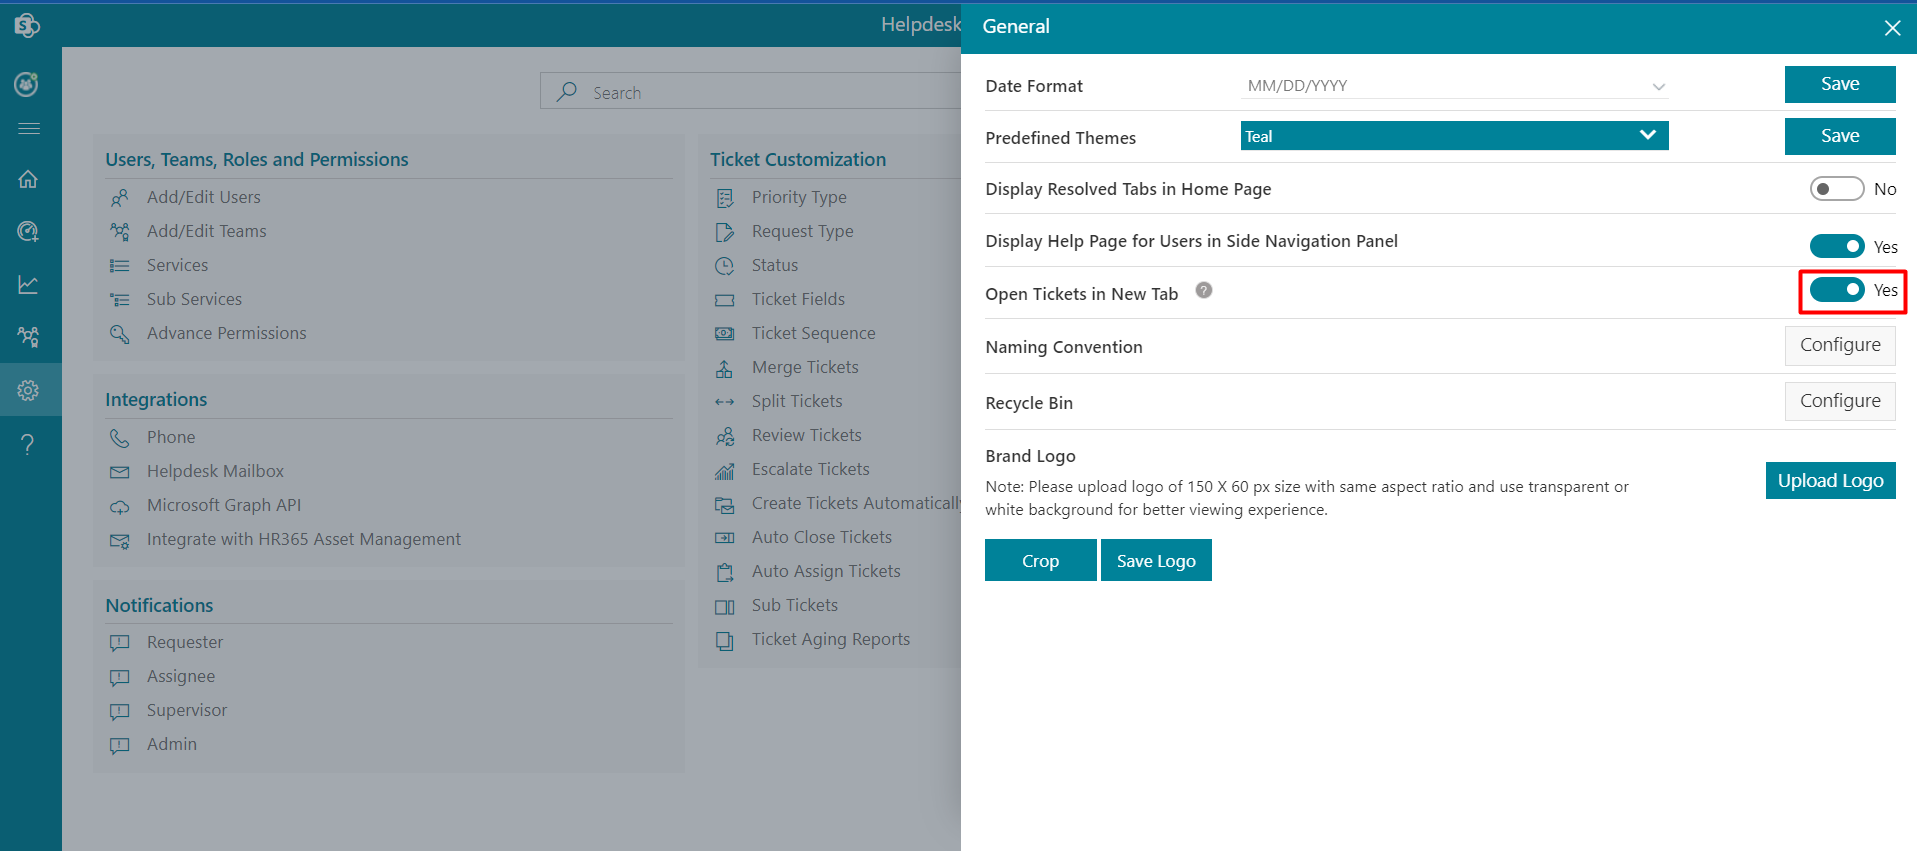 Helpdesk
Search
Users, Teams, Roles and Permissions
Add/Edit Users
Add/Edit Teams
Services
Sub Services
Advance Permissions
Integrations
Phone
Helpdesk Mailbox
Microsoft Graph API
Integrate with HR365 Asset Management
Notifications
Requester
Assignee
Supervisor
Admin
Ticket Customization
Priority Type
Request Type
Status
Ticket Fields
Ticket Sequence
Merge Tickets
Split Tickets
Review Tickets
Escalate Tickets
Create Tickets Automatically
Auto Close Tickets
Auto Assign Tickets
Sub Tickets
Ticket Aging Reports
General
Date Format MM/DD/YYYY Save
Predefined Themes Teal Save
Display Resolved Tabs in Home Page No
Display Help Page for Users in Side Navigation Panel Yes
Open Tickets in New Tab ? Yes
Naming Convention Configure
Recycle Bin Configure
Brand Logo
Note: Please upload logo of 150 X 60 px size with same aspect ratio and use transparent or
white background for better viewing experience.
Upload Logo
Crop Save Logo